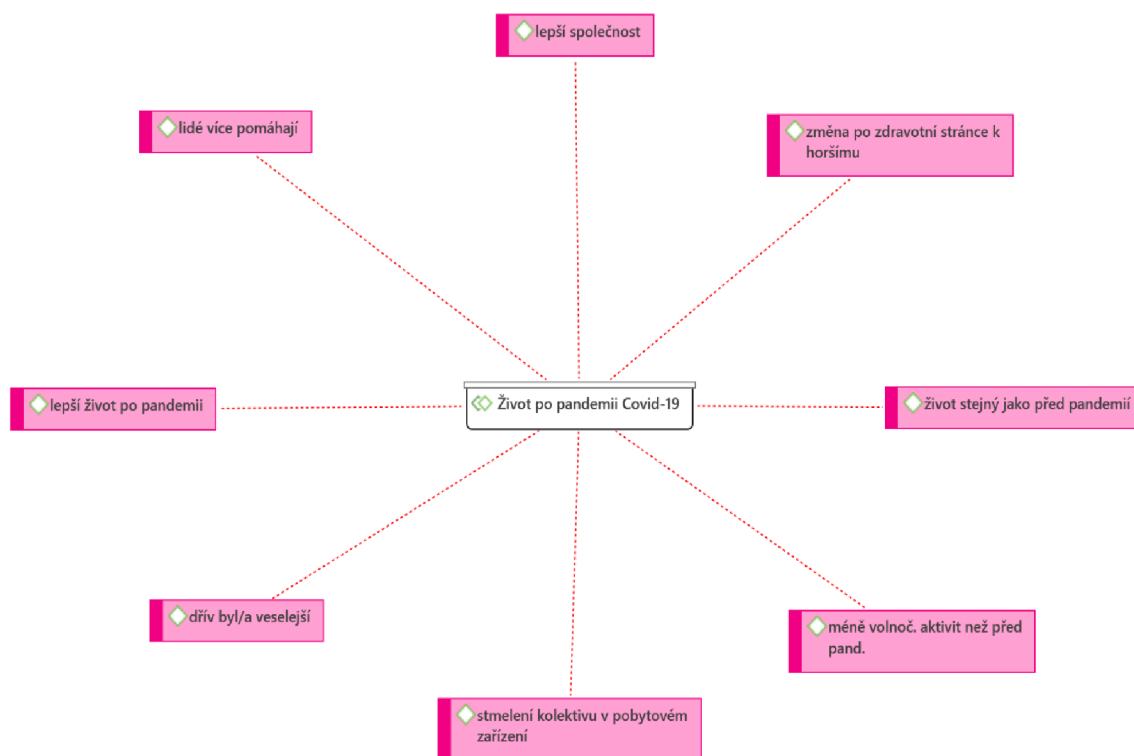 lepší společnost
lidé více pomáhají
změna po zdravotní stránce k
horšímu
lepší život po pandemii
Život po pandemii Covid-19
život stejný jako před pandemií
dřív byl/a veselejší
méně volnoč. aktivit než před
pand.
stmelení kolektivu v pobytovém
zařízení